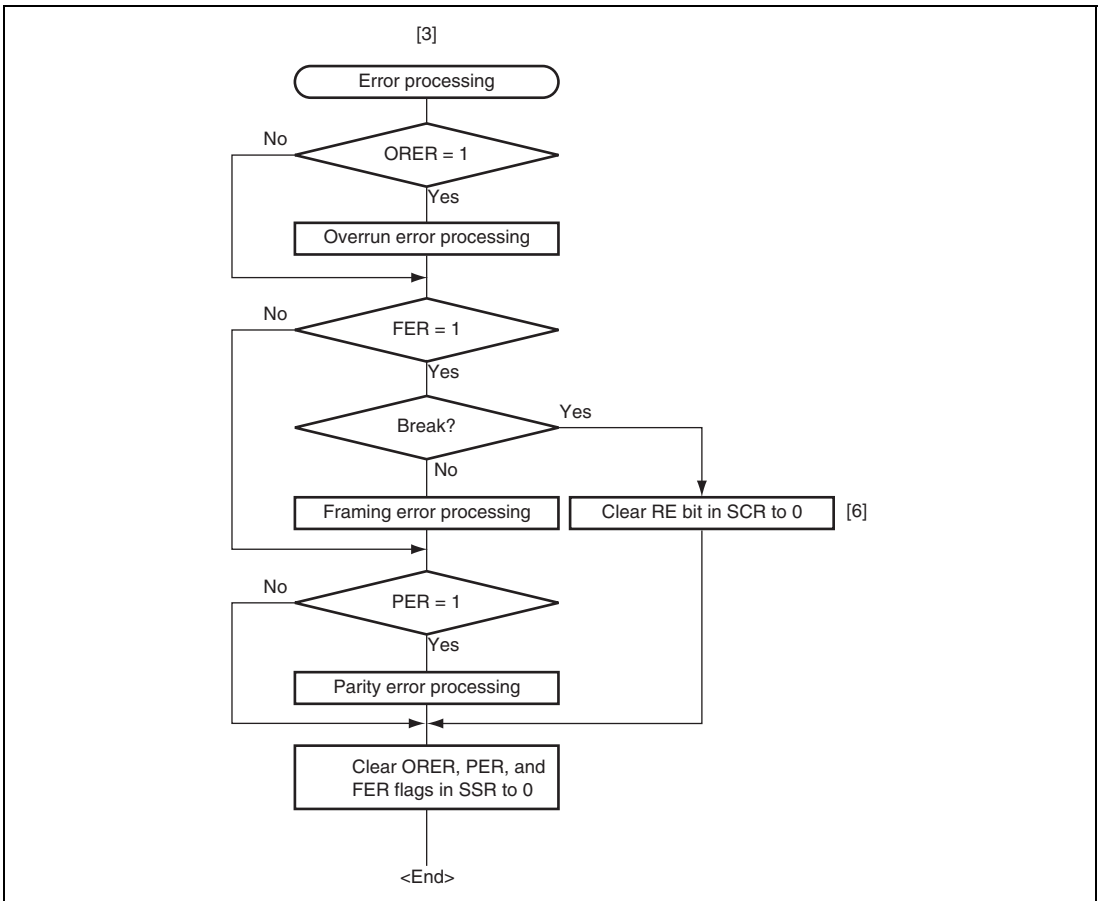 [3]
Error processing
No
ORER = 1
Yes
Overrun error processing
No
FER = 1
Yes
Break?
Yes
No
Framing error processing
Clear RE bit in SCR to 0
[6]
No
PER = 1
Yes
Parity error processing
Clear ORER, PER, and
FER flags in SSR to 0
<End>